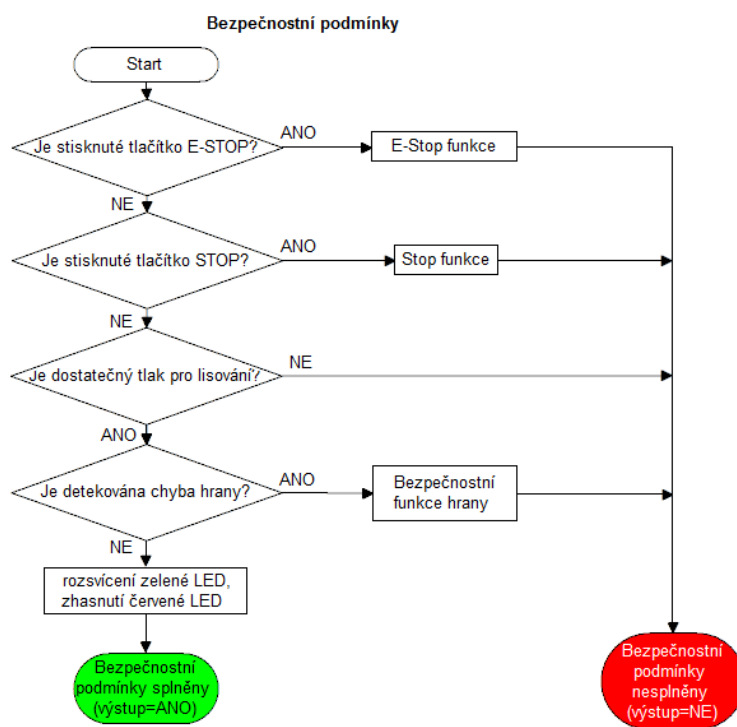 Bezpečnostní podmínky
Start
Je stisknuté tlačítko E-STOP?
ANO
E-Stop funkce
NE
Je stisknuté tlačítko STOP?
ANO
Stop funkce
NE
Je dostatečný tlak pro lisování?
NE
ANO
Je detekována chyba hrany?
ANO
Bezpečnostní
funkce hrany
NE
rozsvícení zelené LED,
zhasnutí červené LED
Bezpečnostní
podmínky splněny
(výstup=ANO)
Bezpečnostní
podmínky
nesplněny
(výstup=NE)